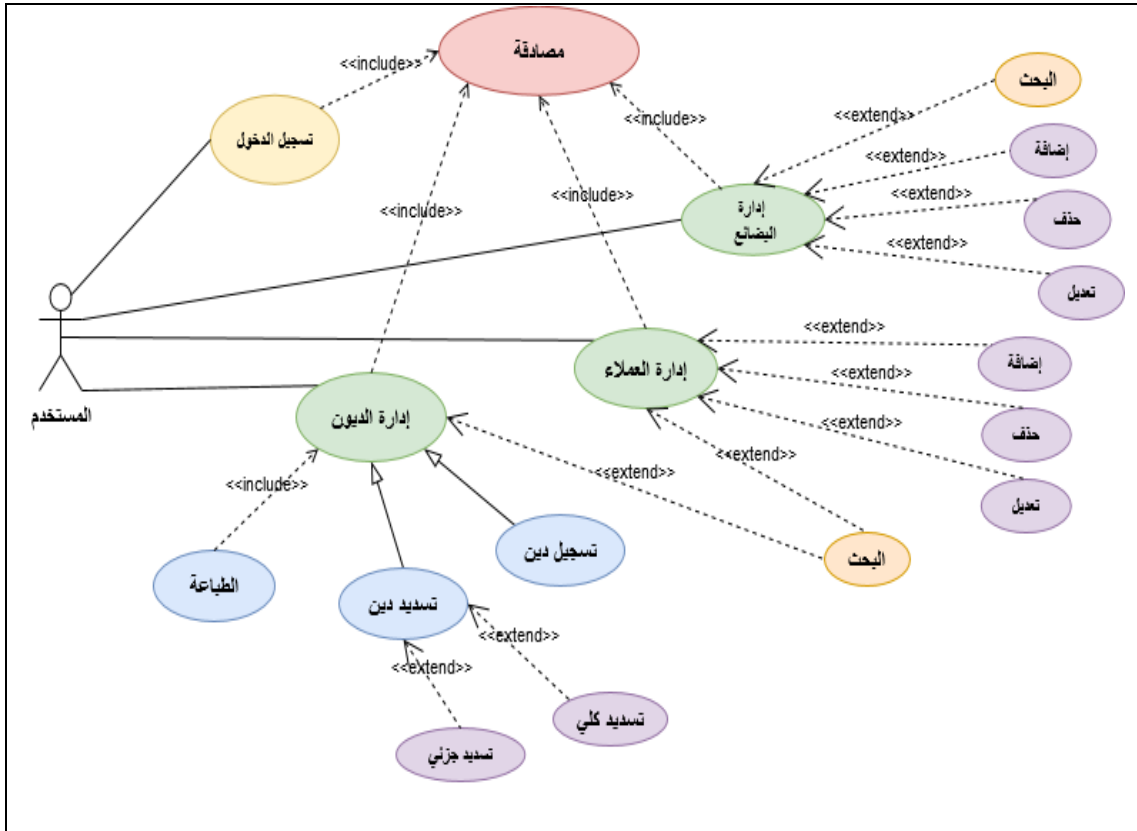 مصادقة
<<include>>
البحث
تسجيل الدخول
<<include>>
<<extend>>
إضافة
<<extend>>
<<include>>
<<include>>
<<extend>>
حذف
إدارة
البضائع
<<extend>>
تعديل
<<extend>>
إضافة
إدارة العملاء
<<extend>>
المستخدم
إدارة الديون
<<extend>>
حذف
<<extend>>
<<include>>
<<extend>>
تعديل
تسجيل دين
البحث
الطباعة
تسديد دين
<<extend>>
<<extend>>
تسديد كلي
تسديد جزئي